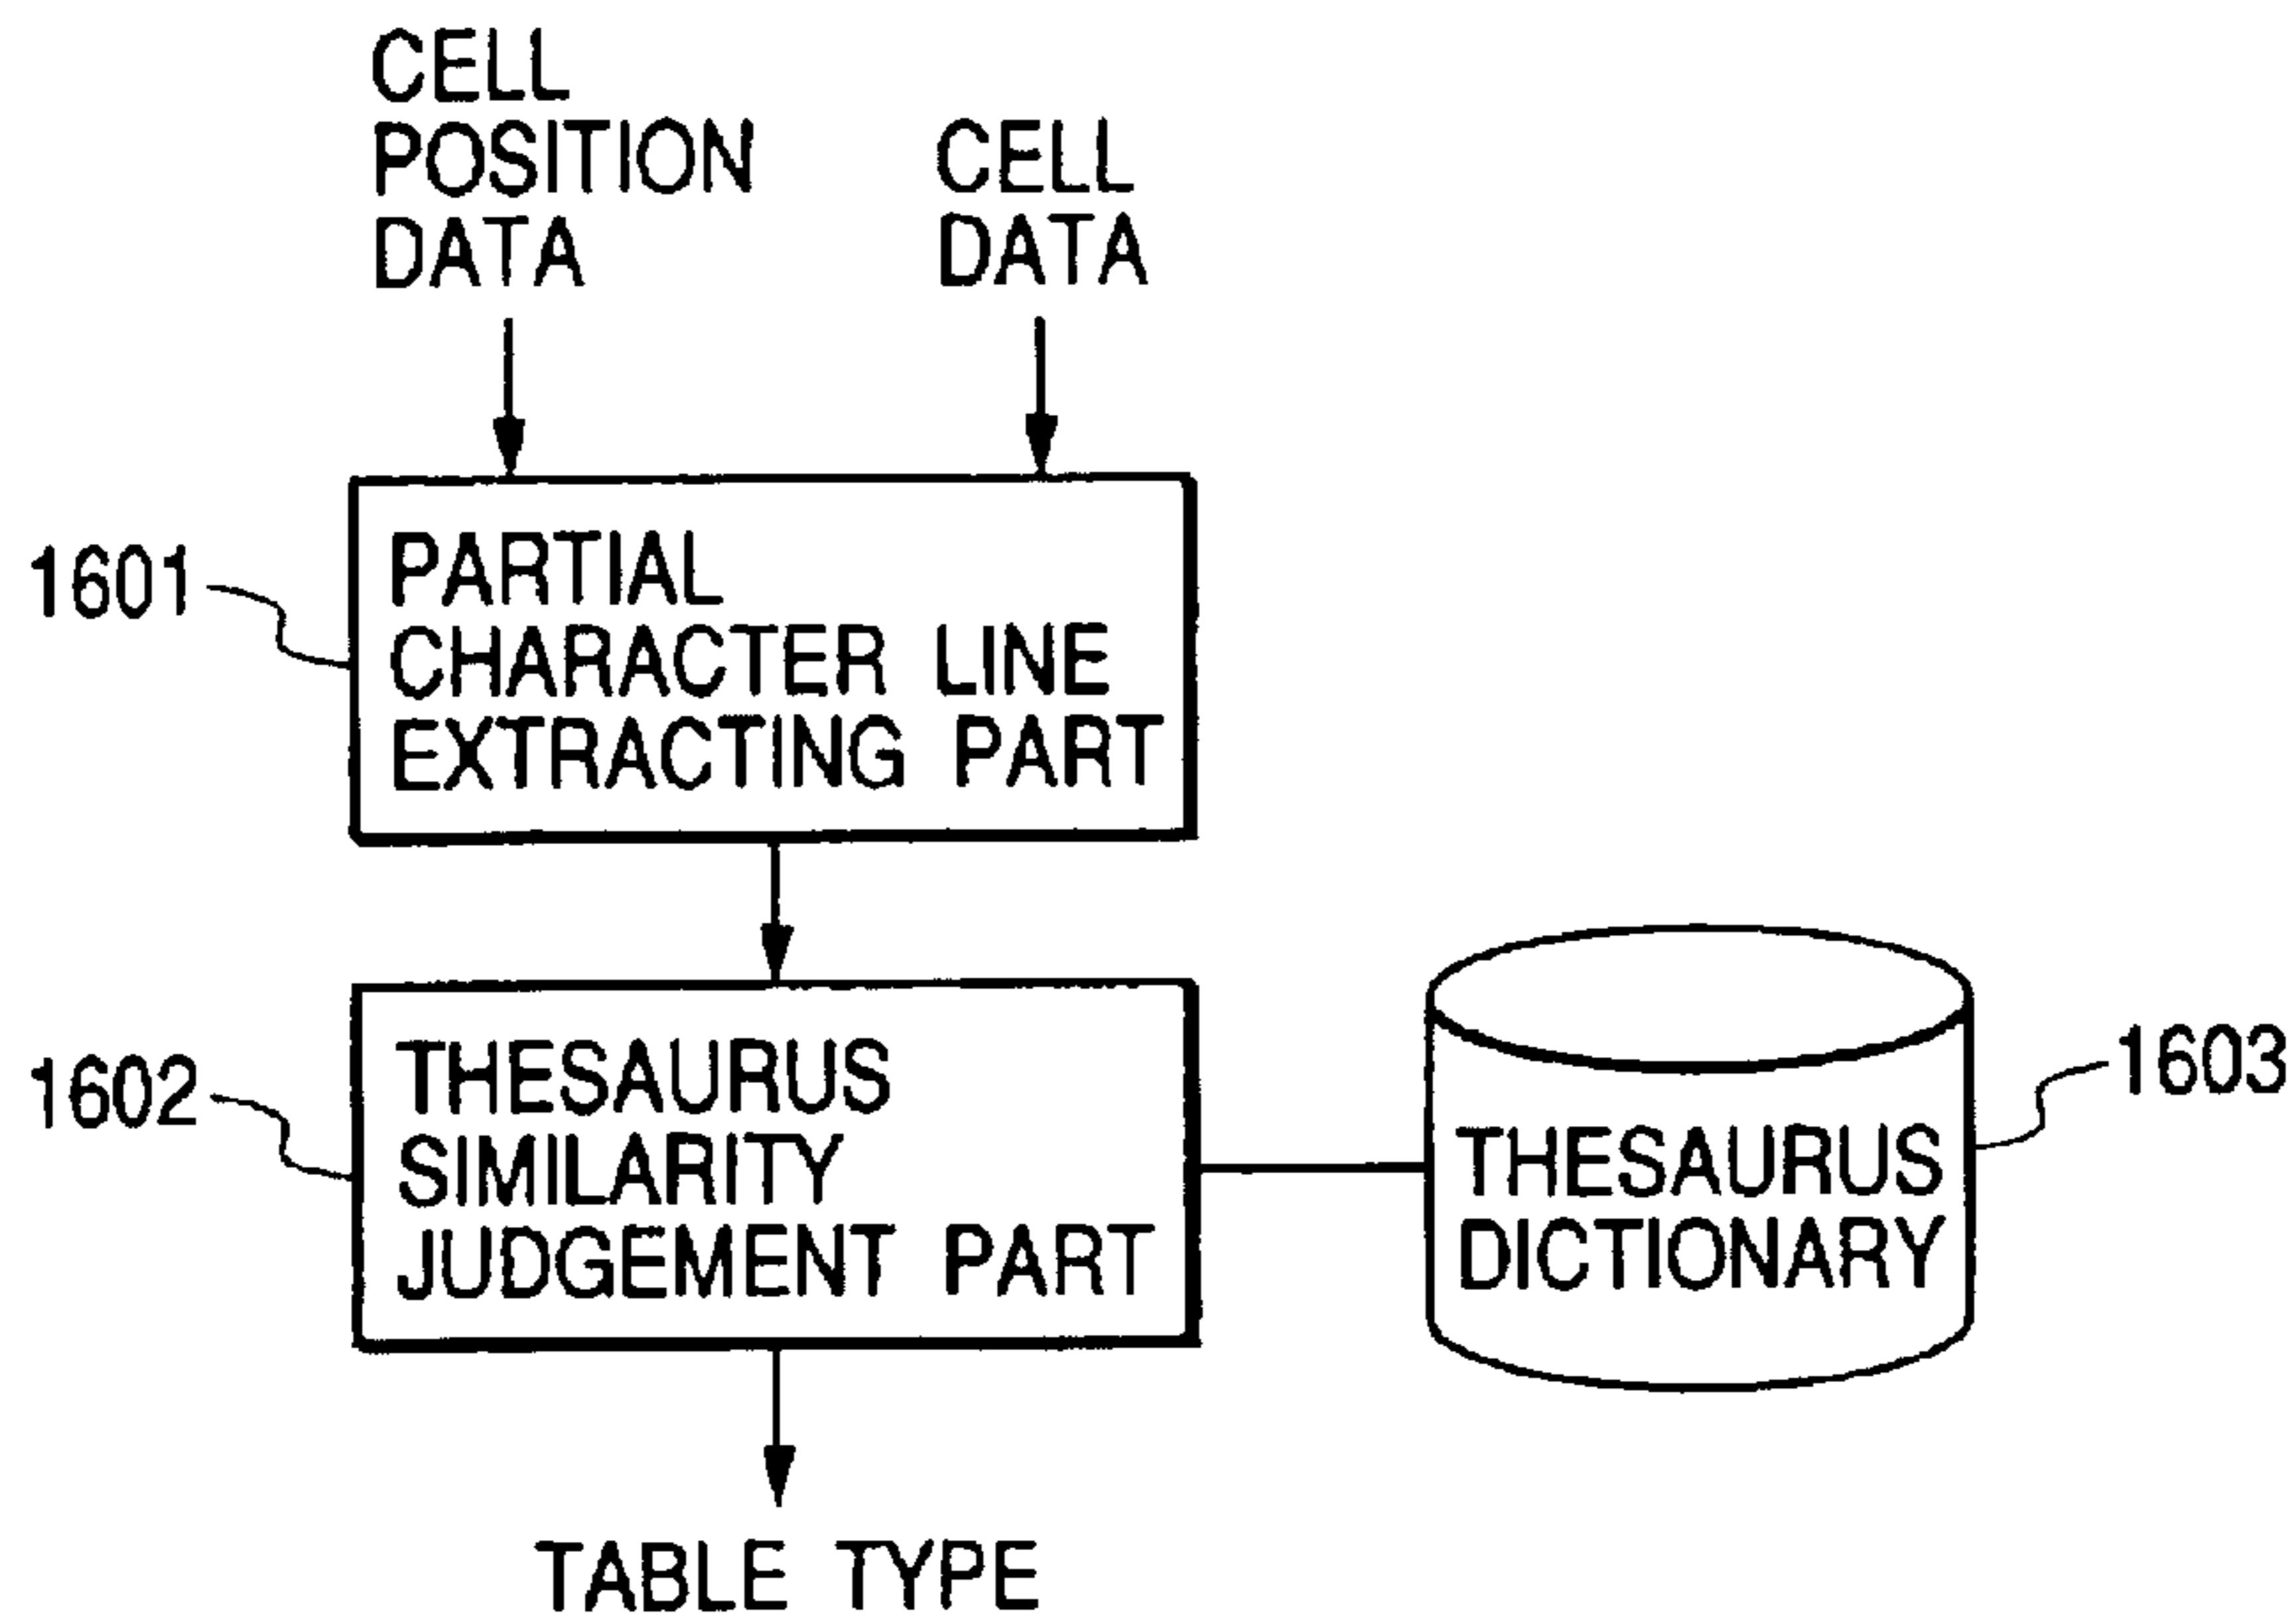 CELL
POSITION
DATA
CELL
DATA
1601
PARTIAL
CHARACTER LINE
EXTRACTING PART
1602
THESAURUS
SIMILARITY
JUDGEMENT PART
1603
THESAURUS
DICTIONARY
TABLE TYPE